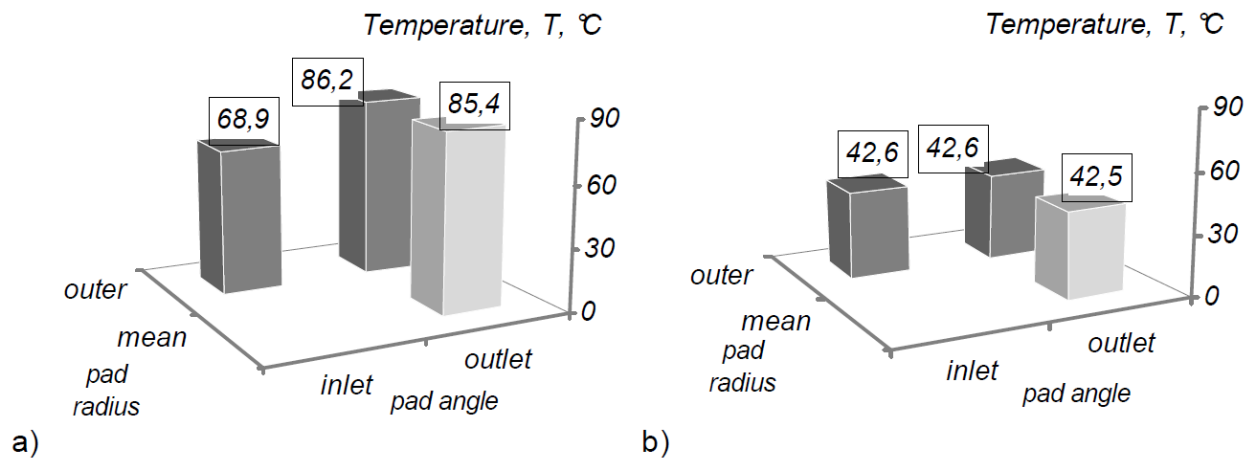 Temperature, T, °C
86,2
85,4
68,9
90
60
30
0
outer
mean
pad
radius
inlet
outlet
pad angle
a)
Temperature, T, °C
42,6
42,6
42,5
90
60
30
0
outer
mean
pad
radius
inlet
outlet
pad angle
b)